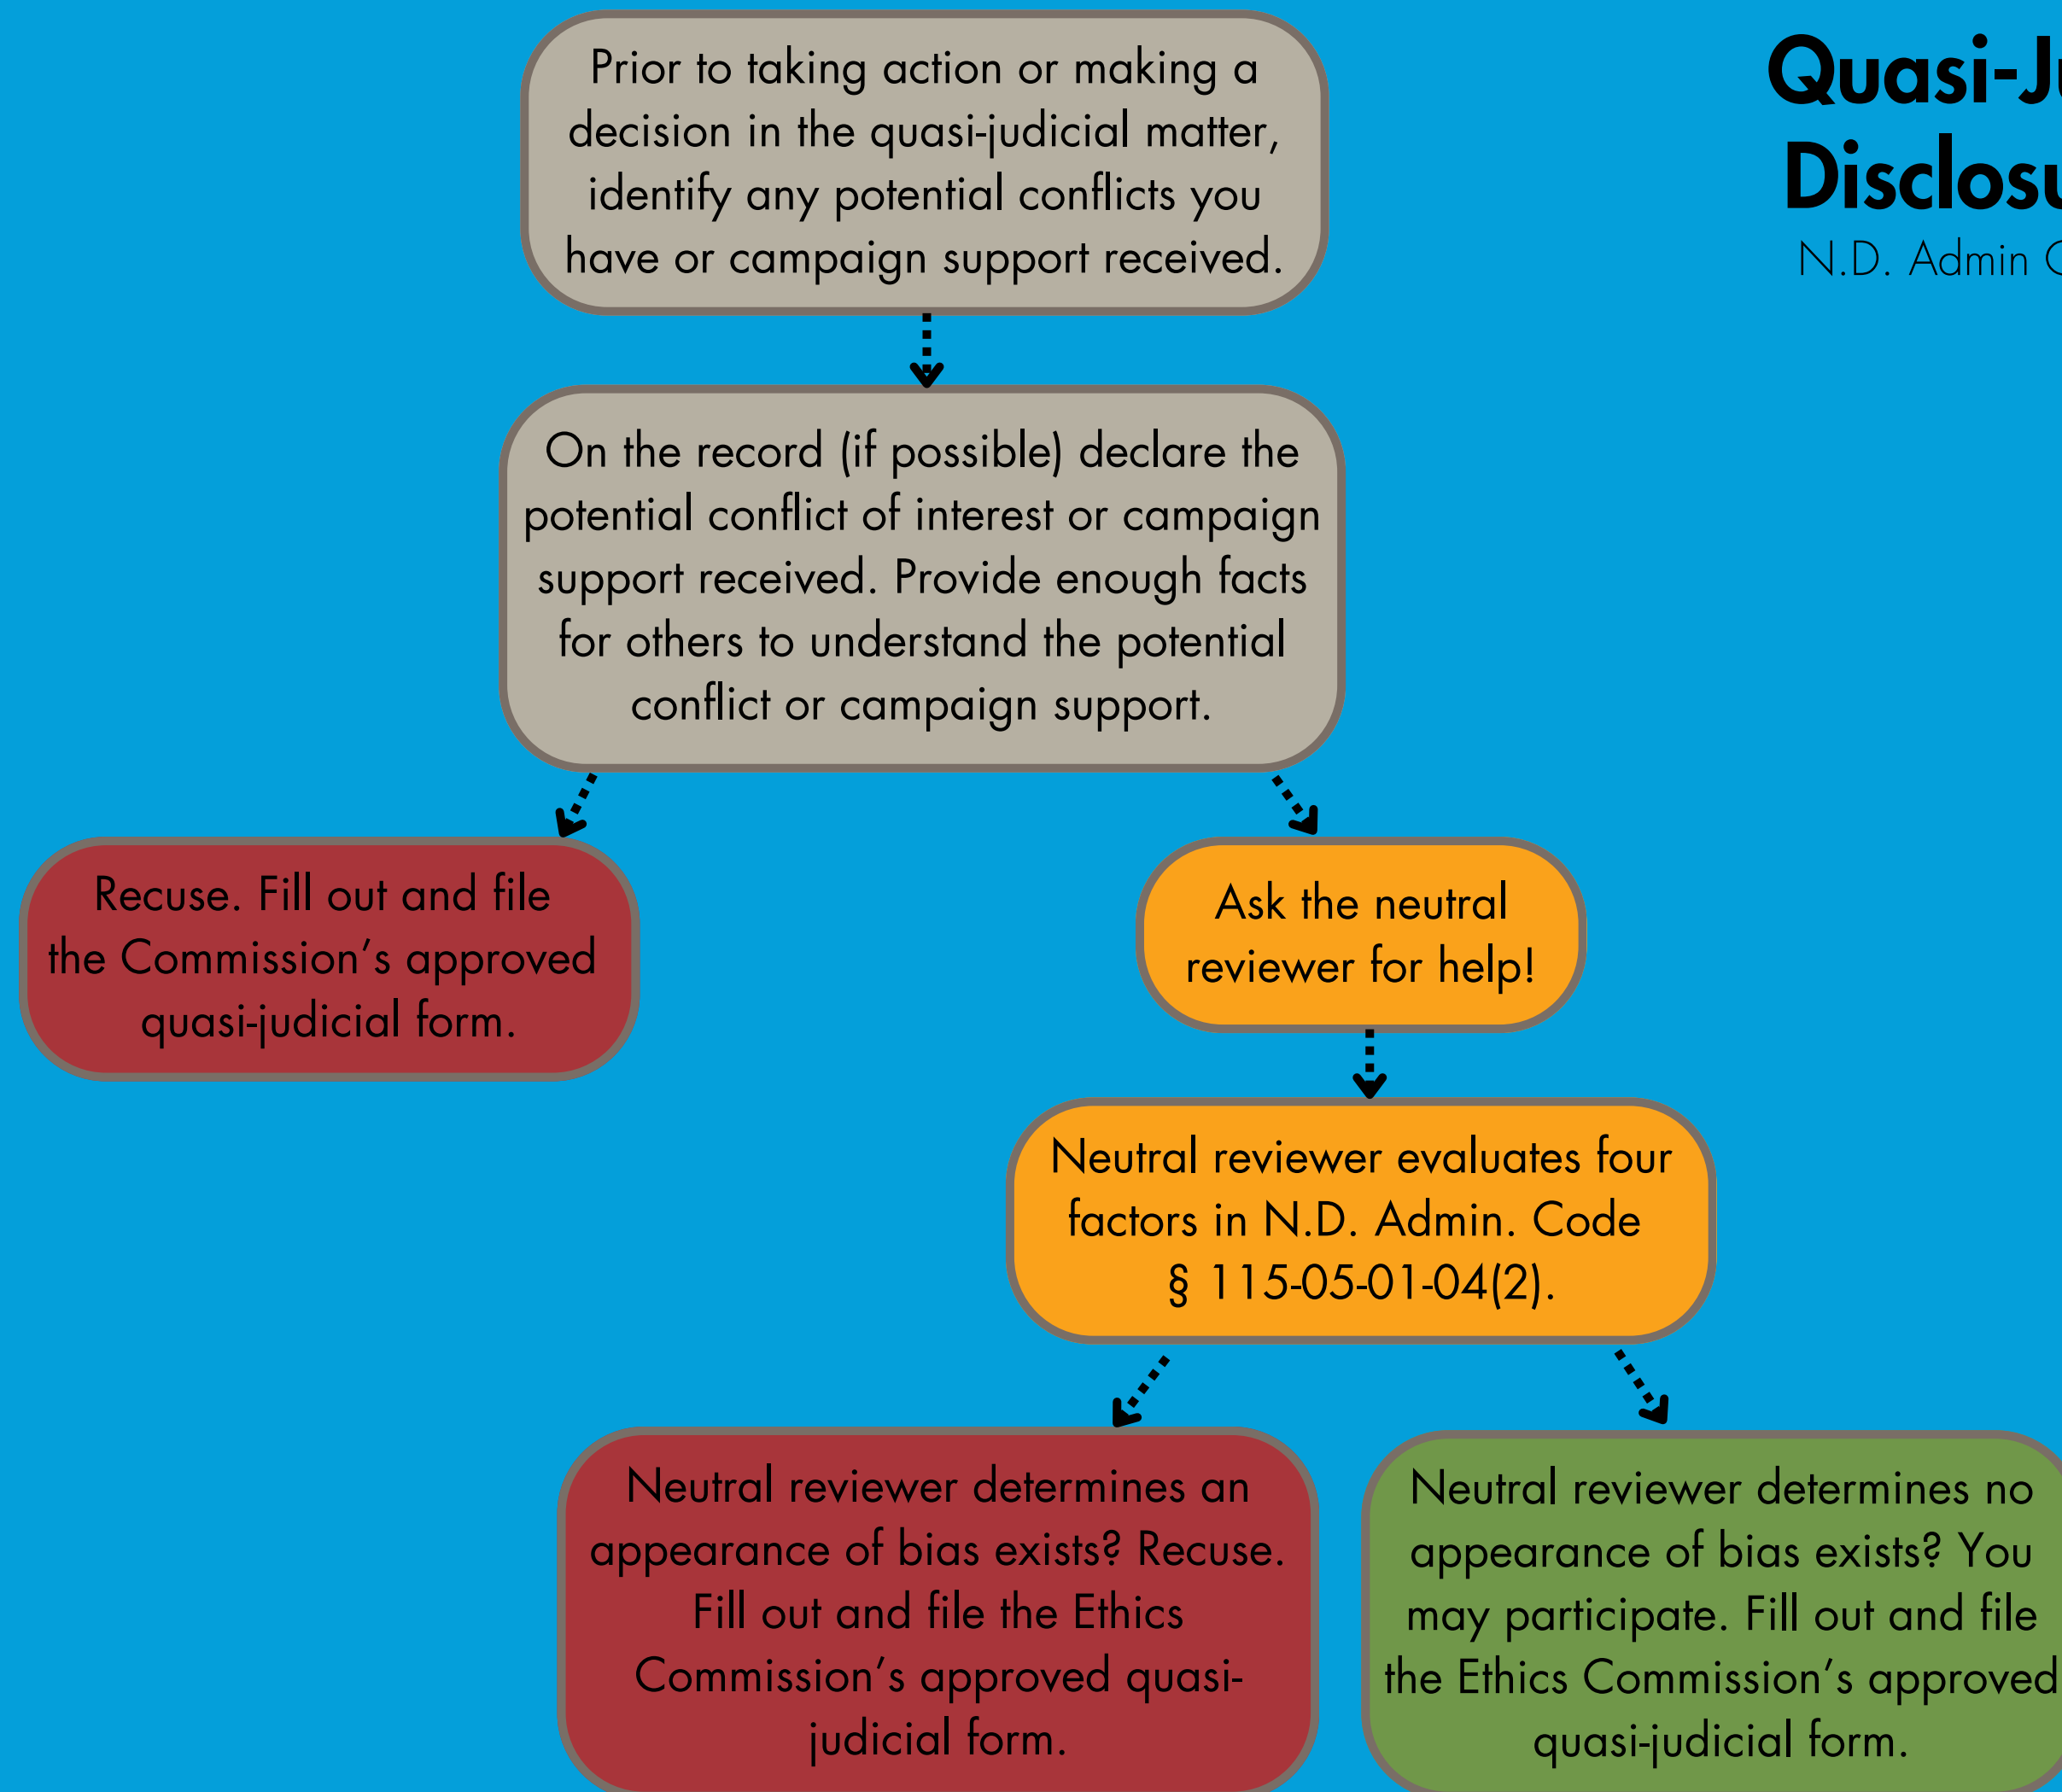 Prior to taking action or making a
decision in the quasi-judicial matter,
identify any potential conflicts you
have or campaign support received.
Quasi-Ju
Disclosu
N.D. Admin C
On the record (if possible) declare the
potential conflict of interest or campaign
support received. Provide enough facts
for others to understand the potential
conflict or campaign support.
Recuse. Fill out and file
the Commission’s approved
quasi-judicial form.
Ask the neutral
reviewer for help!
Neutral reviewer evaluates four
factors in N.D. Admin. Code
§ 115-05-01-04(2).
Neutral reviewer determines an
appearance of bias exists? Recuse.
Fill out and file the Ethics
Commission’s approved quasi-
judicial form.
Neutral reviewer determines no
appearance of bias exists? You
may participate. Fill out and file
the Ethics Commission’s approved
quasi-judicial form.